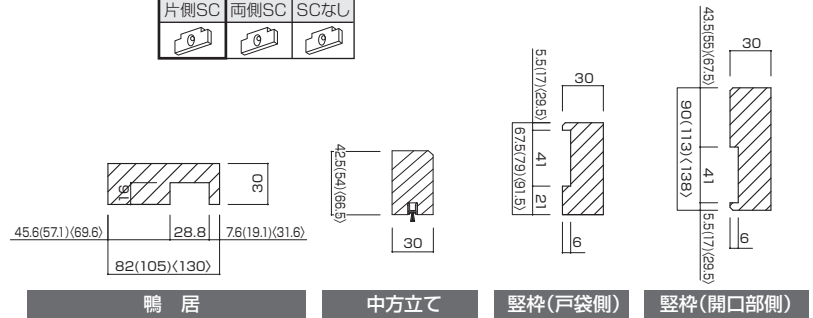 片側SC 両側SC SCなし
16
30
45.6(57.1)〈69.6〉 28.8 7.6(19.1)〈31.6〉
82(105)〈130〉
鴨 居
42.5(54)〈66.5〉
30
中方立て
30
5.5(17)〈29.5〉
67.5(79)〈91.5〉
41
21
6
竪枠(戸袋側)
30
43.5(55)〈67.5〉
90(113)〈138〉
41
5.5(17)〈29.5〉
6
竪枠(開口部側)